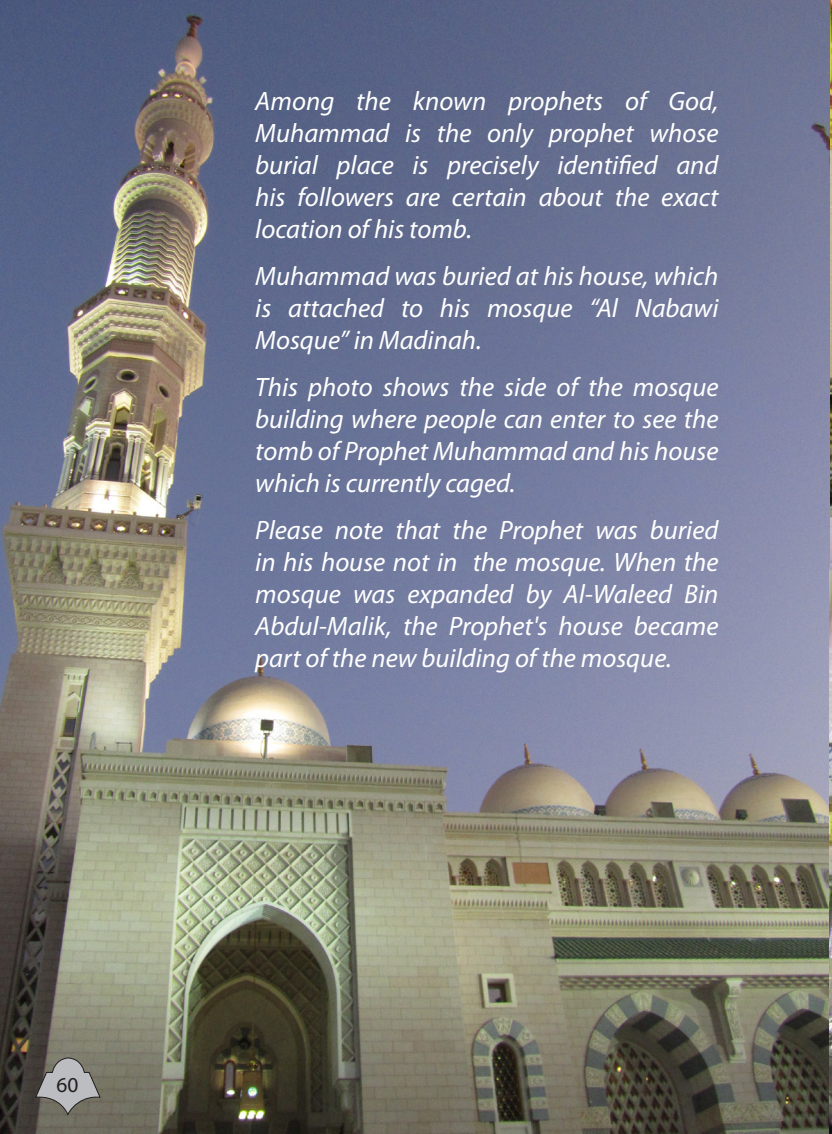 Among the known prophets of God,
Muhammad is the only prophet whose
burial place is precisely identified and
his followers are certain about the exact
location of his tomb.
Muhammad was buried at his house, which
is attached to his mosque “Al Nabawi
Mosque” in Madinah.
This photo shows the side of the mosque
building where people can enter to see the
tomb of Prophet Muhammad and his house
which is currently caged.
Please note that the Prophet was buried
in his house not in the mosque. When the
mosque was expanded by Al-Waleed Bin
Abdul-Malik, the Prophet's house became
part of the new building of the mosque.
60